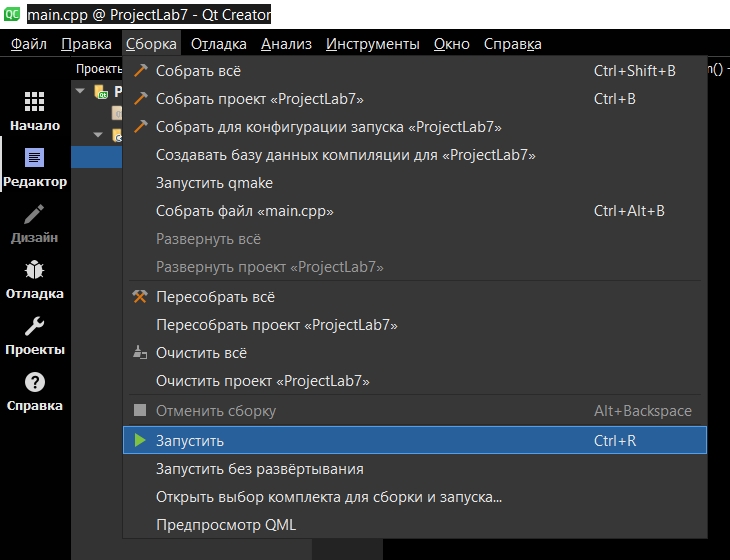 main.cpp @ ProjectLab7 - Qt Creator
Файл Правка Сборка Отладка Анализ Инструменты Окно Справка
Проекты
Начало
Редактор
Дизайн
Отладка
Проекты
Справка
Собрать всё Ctrl+Shift+B
Собрать проект «ProjectLab7» Ctrl+B
Собрать для конфигурации запуска «ProjectLab7»
Создавать базу данных компиляции для «ProjectLab7»
Запустить qmake
Собрать файл «main.cpp» Ctrl+Alt+B
Развернуть всё
Развернуть проект «ProjectLab7»
Пересобрать всё
Пересобрать проект «ProjectLab7»
Очистить всё
Очистить проект «ProjectLab7»
Отменить сборку Alt+Backspace
Запустить Ctrl+R
Запустить без развёртывания
Открыть выбор комплекта для сборки и запуска...
Предпросмотр QML